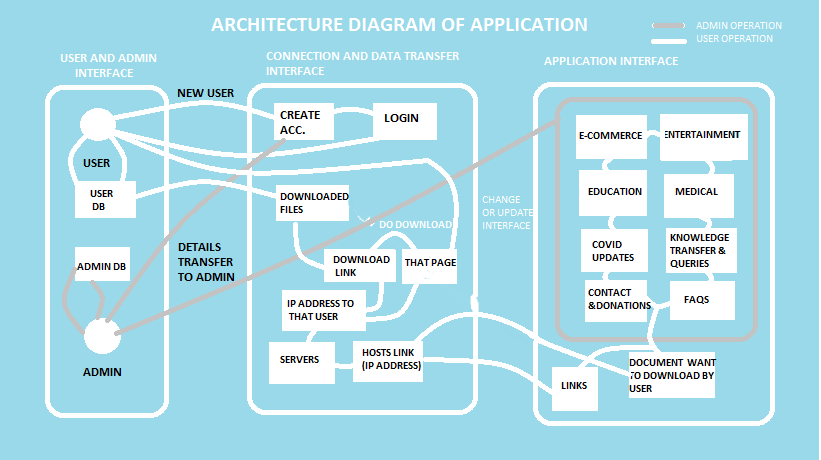 ARCHITECTURE DIAGRAM OF APPLICATION
ADMIN OPERATION
USER OPERATION
USER AND ADMIN
INTERFACE
CONNECTION AND DATA TRANSFER
INTERFACE
APPLICATION INTERFACE
NEW USER
USER
USER
DB
ADMIN DB
ADMIN
DETAILS
TRANSFER
TO ADMIN
CREATE
ACC.
LOGIN
DOWNLOADED
FILES
DO DOWNLOAD
DOWNLOAD
LINK
THAT PAGE
IP ADDRESS TO
THAT USER
SERVERS
HOSTS LINK
(IP ADDRESS)
CHANGE
OR UPDATE
INTERFACE
E-COMMERCE
ENTERTAINMENT
EDUCATION
MEDICAL
COVID
UPDATES
KNOWLEDGE
TRANSFER &
QUERIES
CONTACT
&DONATIONS
FAQS
LINKS
DOCUMENT WANT
TO DOWNLOAD BY
USER